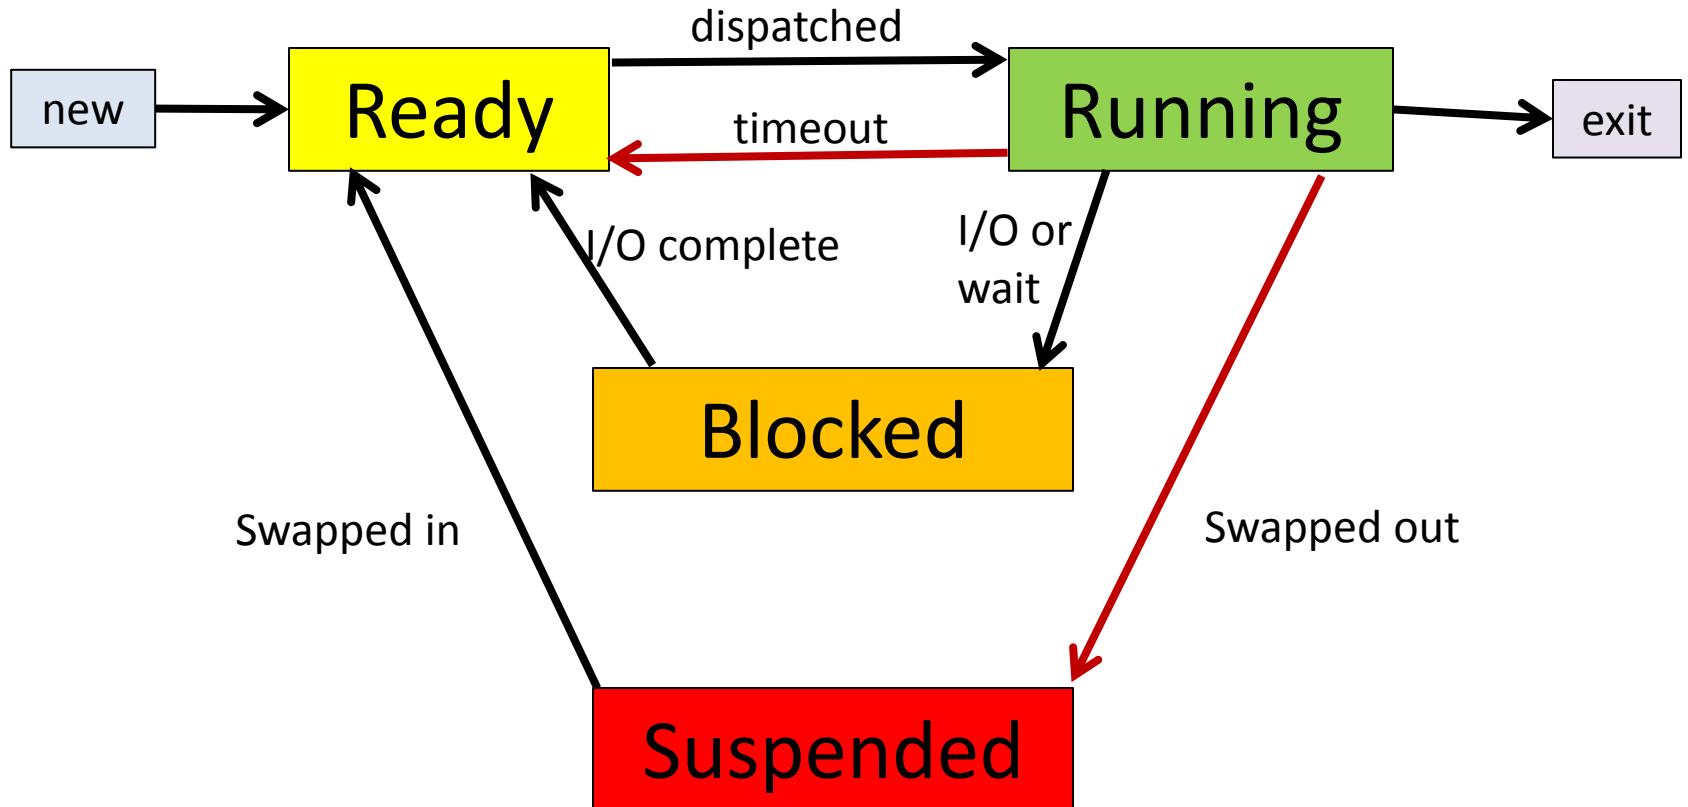 dispatched
new
Ready
Running
exit
timeout
I/O complete
I/O or
wait
Blocked
Swapped in
Swapped out
Suspended